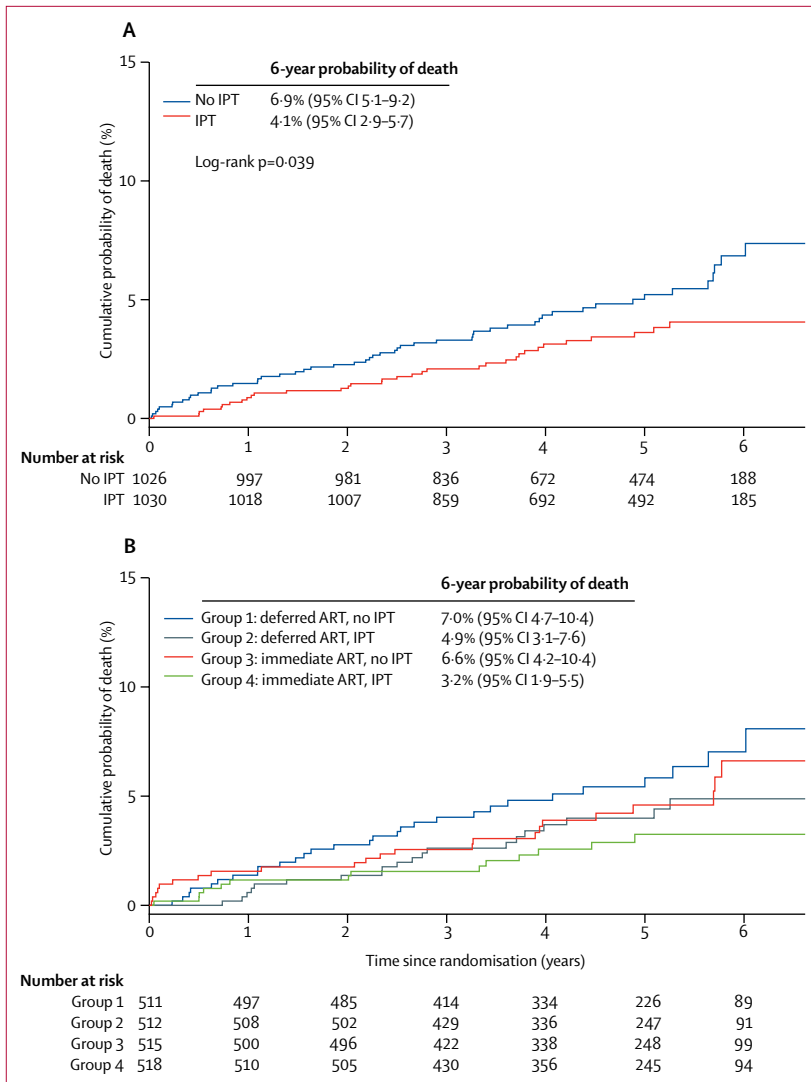 A
15
10
5
0
Cumulative probability of death (%)
6-year probability of death
No IPT 6·9% (95% CI 5·1–9·2)
IPT 4·1% (95% CI 2·9–5·7)
Log-rank p=0·039
0 1 2 3 4 5 6
Number at risk
No IPT 1026 997 981 836 672 474 188
IPT 1030 1018 1007 859 692 492 185
B
15
10
5
0
Cumulative probability of death (%)
6-year probability of death
Group 1: deferred ART, no IPT 7·0% (95% CI 4·7–10·4)
Group 2: deferred ART, IPT 4·9% (95% CI 3·1–7·6)
Group 3: immediate ART, no IPT 6·6% (95% CI 4·2–10·4)
Group 4: immediate ART, IPT 3·2% (95% CI 1·9–5·5)
0 1 2 3 4 5 6
Time since randomisation (years)
Number at risk
Group 1 511 497 485 414 334 226 89
Group 2 512 508 502 429 336 247 91
Group 3 515 500 496 422 338 248 99
Group 4 518 510 505 430 356 245 94